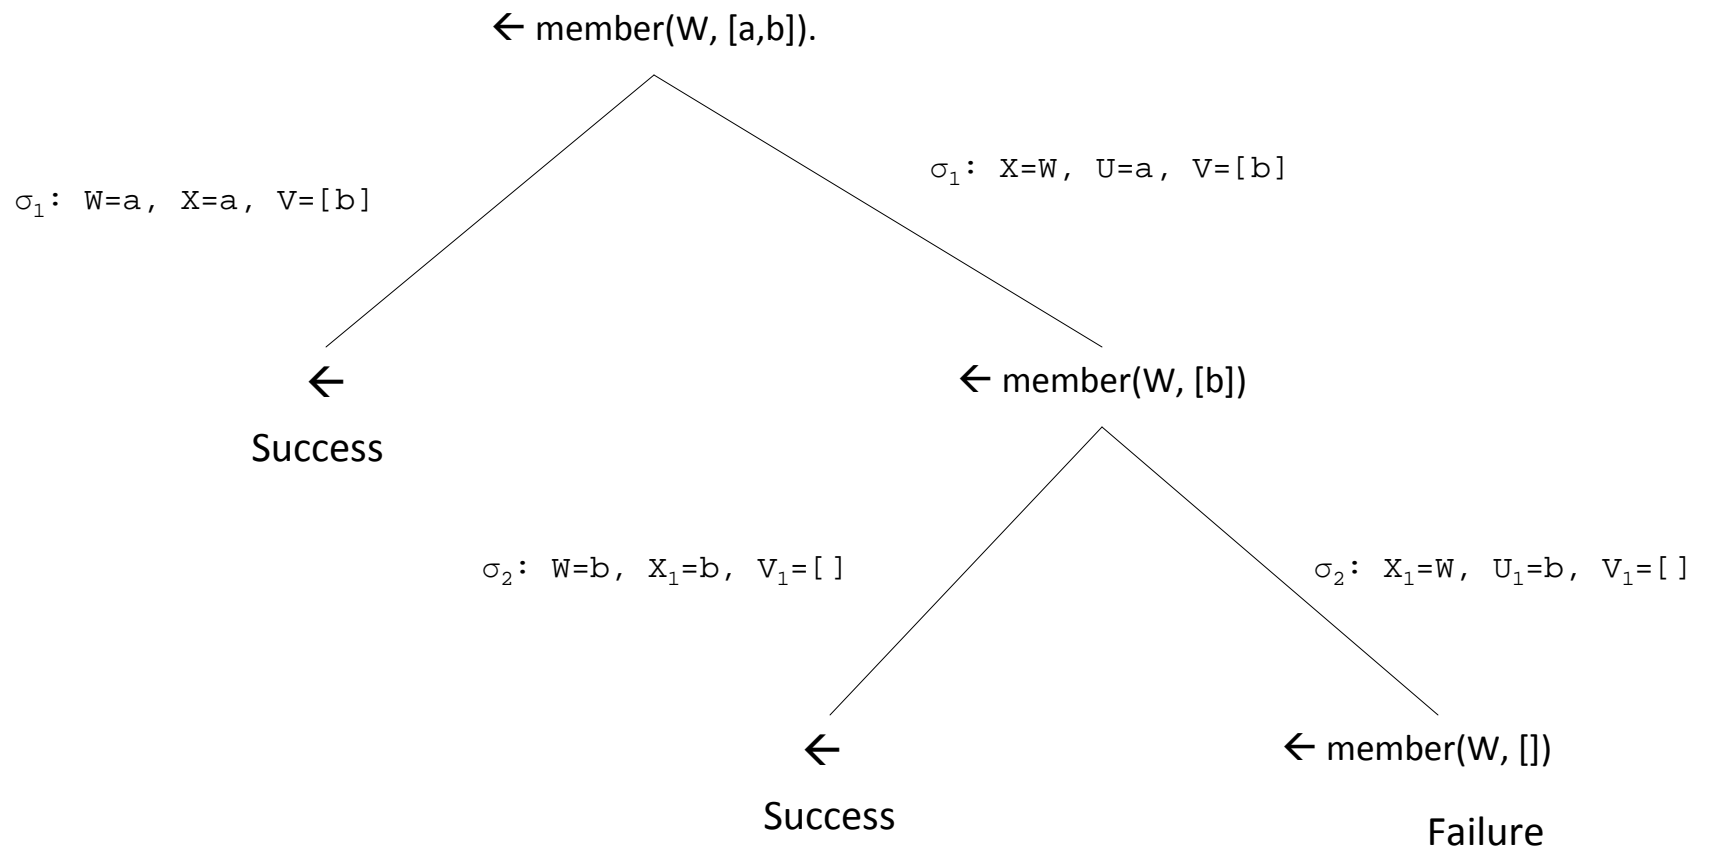 ← member(W, [a,b]).
σ₁: X=W, U=a, V=[b]
σ₁: W=a, X=a, V=[b]
←
← member(W, [b])
Success
σ₂: W=b, X₁=b, V₁=[]
σ₂: X₁=W, U₁=b, V₁=[]
←
← member(W, [])
Success
Failure